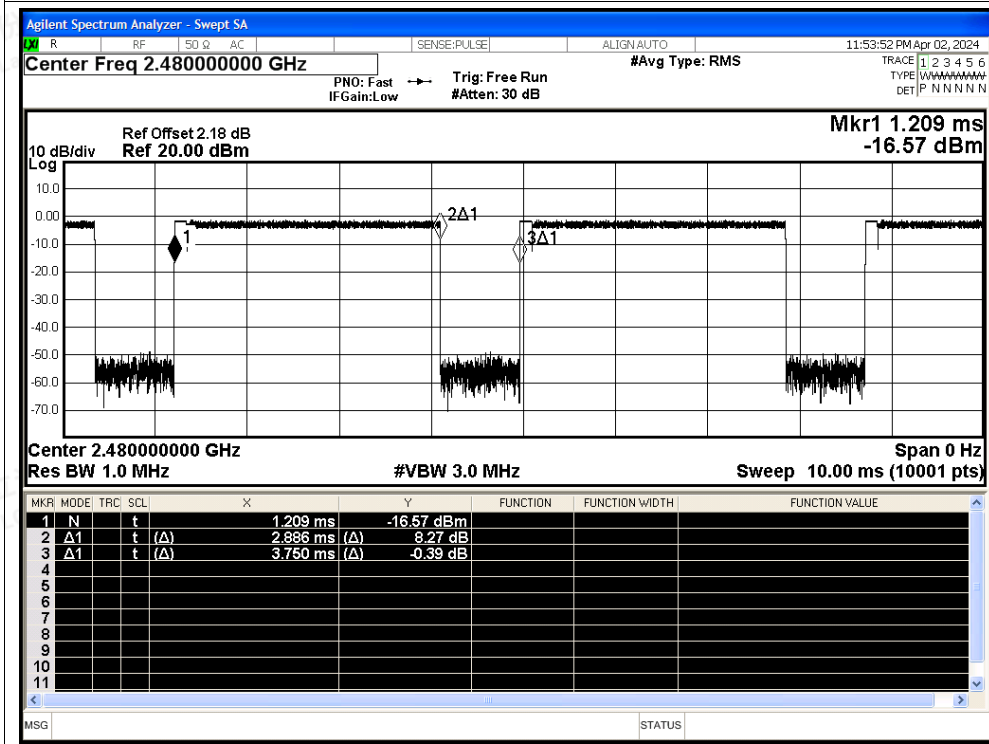 Agilent Spectrum Analyzer - Swept SA
LXI R RF 50 Ω AC SENSE:PULSE ALIGN AUTO 11:53:52 PM Apr 02, 2024
Center Freq 2.480000000 GHz
PNO: Fast
IFGain:Low
Trig: Free Run
#Atten: 30 dB
#Avg Type: RMS
TRACE 1 2 3 4 5 6
TYPE
DET P N N N N N
Ref Offset 2.18 dB
10 dB/div Ref 20.00 dBm
Log
Mkr1 1.209 ms
-16.57 dBm
10.0
0.00
-10.0
-20.0
-30.0
-40.0
-50.0
-60.0
-70.0
1
2Δ1
3Δ1
Center 2.480000000 GHz Span 0 Hz
Res BW 1.0 MHz #VBW 3.0 MHz Sweep 10.00 ms (10001 pts)
MKR MODE TRC SCL X Y FUNCTION FUNCTION WIDTH FUNCTION VALUE
1 N t 1.209 ms -16.57 dBm
2 Δ1 t (Δ) 2.886 ms (Δ) 8.27 dB
3 Δ1 t (Δ) 3.750 ms (Δ) -0.39 dB
4
5
6
7
8
9
10
11
MSG STATUS